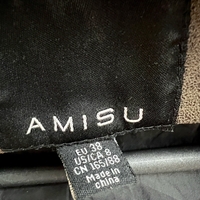 AMISU
EU 38
US/CA 8
CN 165/88
Made in
china